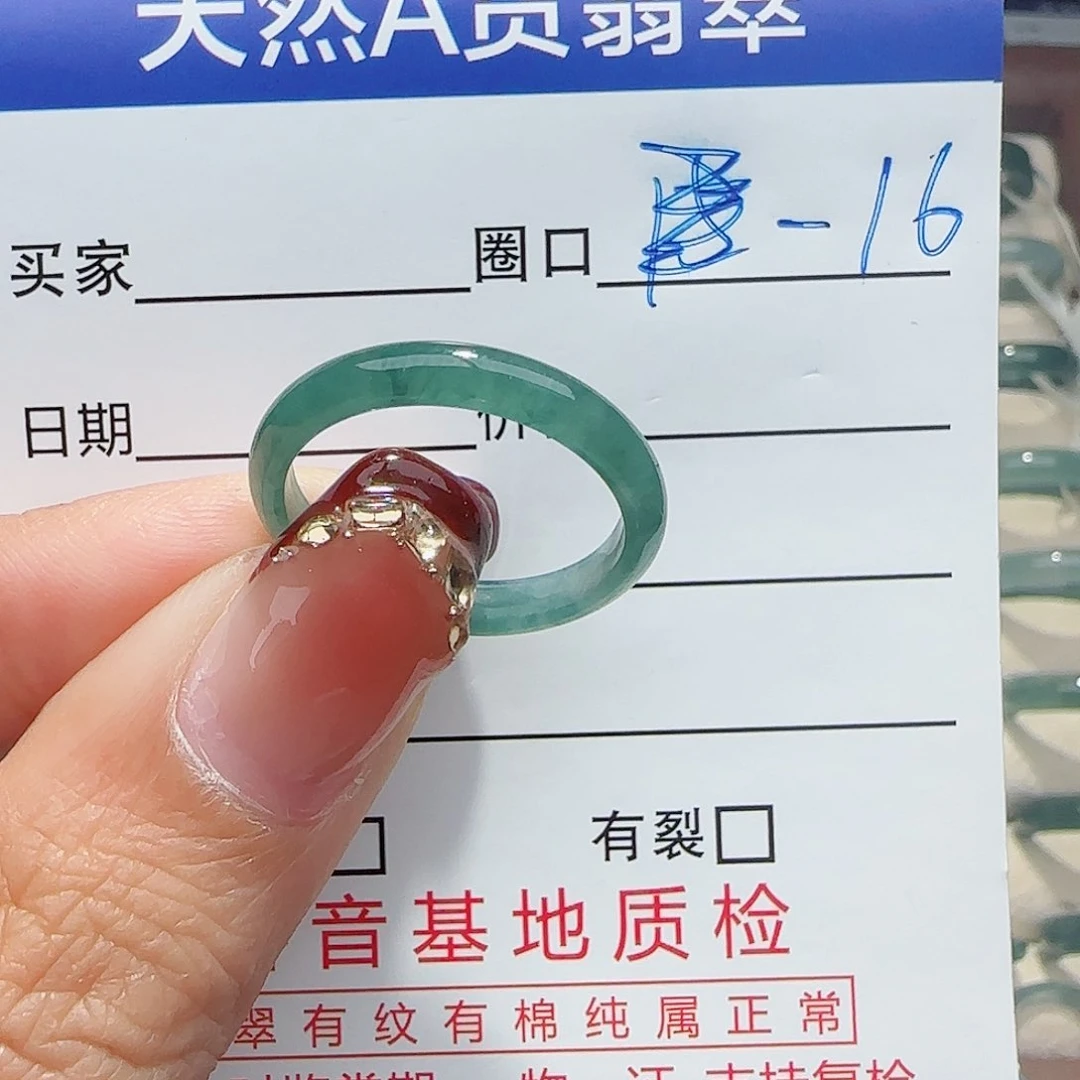 天然A货翡翠
买家 圈口 -16
日期 价
有裂
音基地质检
翠有纹有棉纯属正常